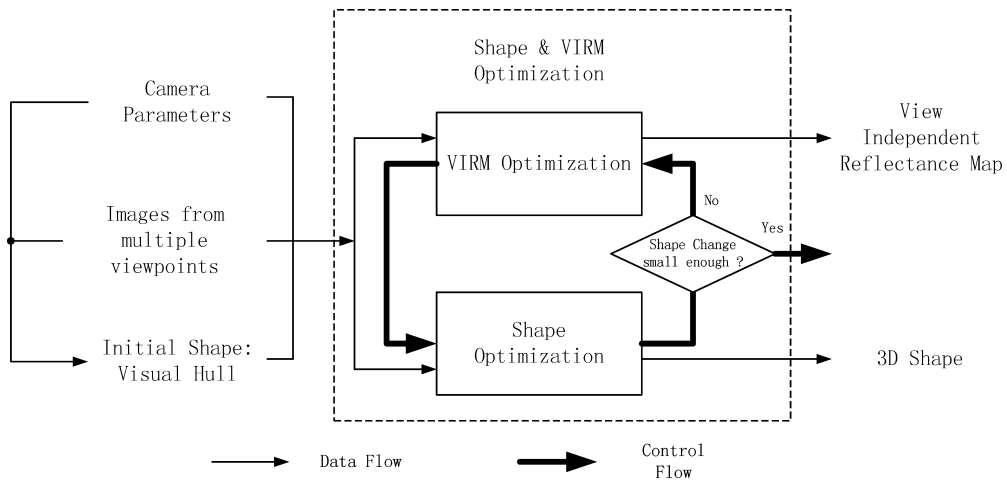 Shape & VIRM
Optimization
Camera
Parameters
View
Independent
Reflectance Map
VIRM Optimization
No
Images from
multiple
viewpoints
Yes
Shape Change
small enough ?
Initial Shape:
Visual Hull
Shape
Optimization
3D Shape
Data Flow
Control
Flow